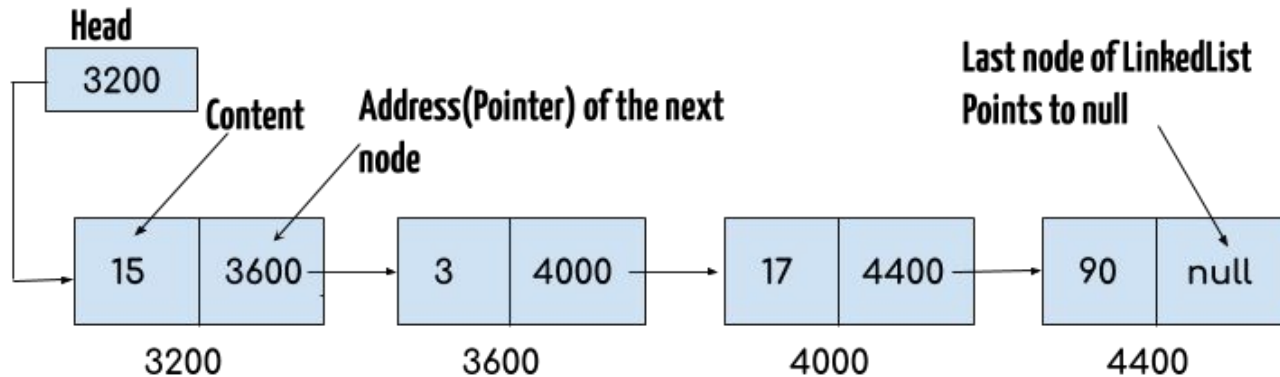 Head
3200
Content
Address(Pointer) of the next
node
Last node of LinkedList
Points to null
15 3600 3 4000 17 4400 90 null
3200 3600 4000 4400